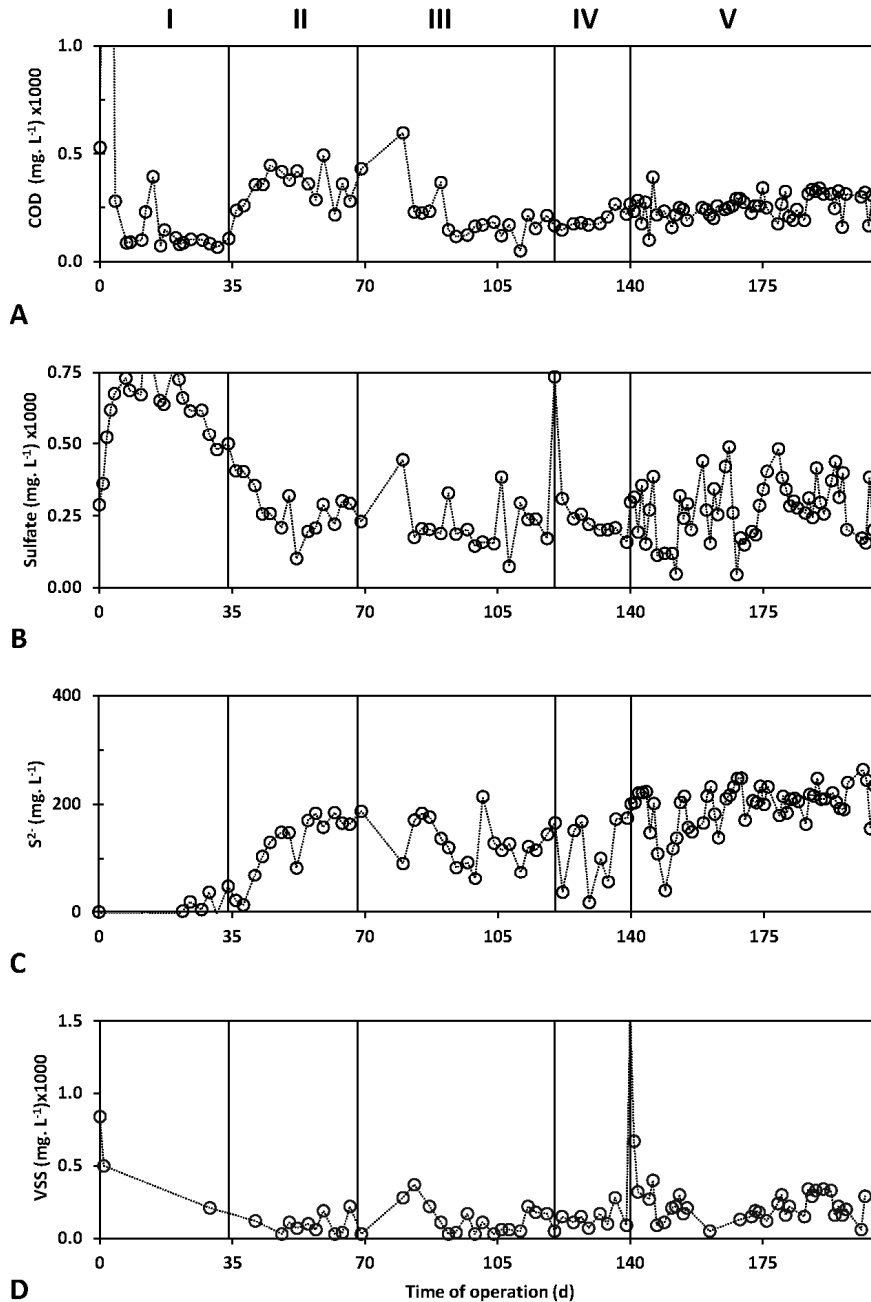 I II III IV V
COD (mg. L⁻¹) x1000
1.0
0.5
0.0
0 35 70 105 140 175
A
Sulfate (mg. L⁻¹) x1000
0.75
0.50
0.25
0.00
0 35 70 105 140 175
B
S²⁻ (mg. L⁻¹)
400
200
0
0 35 70 105 140 175
C
VSS (mg. L⁻¹)x1000
1.5
1.0
0.5
0.0
0 35 70 105 140 175
D
Time of operation (d)